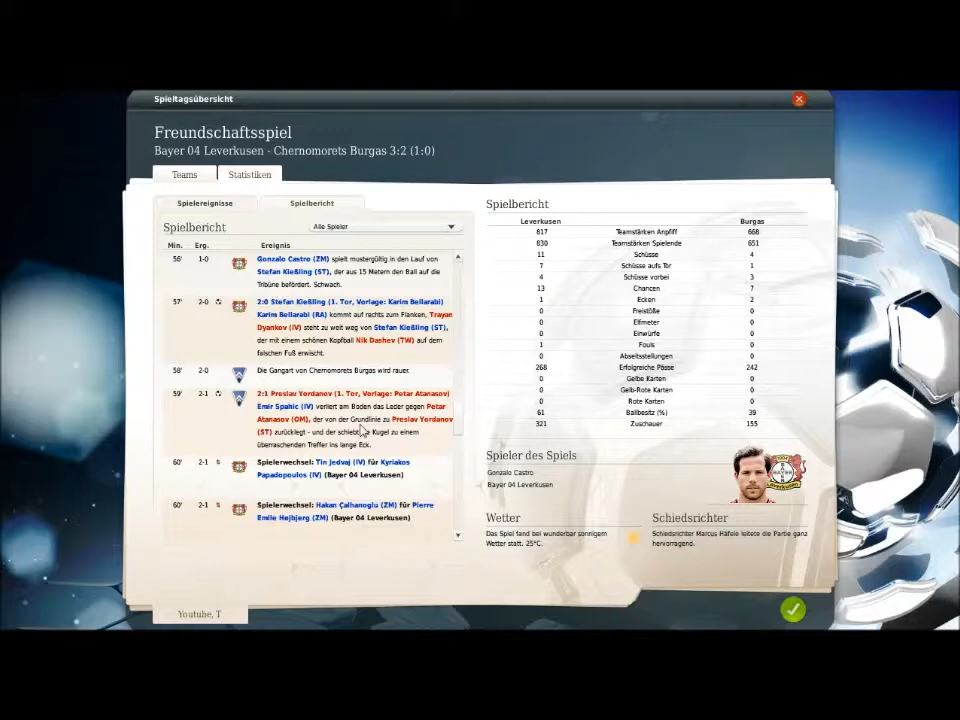 Spieltagsübersicht
Freundschaftsspiel
Bayer 04 Leverkusen - Chernomorets Burgas 3:2 (1:0)
Teams
Statistiken
Spielereignisse
Spielbericht
Spielbericht
Alle Spieler
Min. Erg. Ereignis
56' 1-0 Gonzalo Castro (ZM) spielt mustergültig in den Lauf von
Stefan Kießling (ST), der aus 15 Metern den Ball auf die
Tribüne befördert. Schwach.
57' 2-0 2:0 Stefan Kießling (1. Tor, Vorlage: Karim Bellarabi)
Karim Bellarabi (RA) kommt auf rechts zum Flanken, Trayan
Dyankov (IV) steht zu weit weg von Stefan Kießling (ST),
der mit einem schönen Kopfball Nik Dashev (TW) auf dem
falschen Fuß erwischt.
58' 2-0 Die Gangart von Chernomorets Burgas wird rauer.
59' 2-1 2:1 Preslav Yordanov (1. Tor, Vorlage: Petar Atanasov)
Emir Spahic (IV) verliert am Boden das Leder gegen Petar
Atanasov (OM), der von der Grundlinie zu Preslav Yordanov
(ST) zurücklegt - und der schiebt Kugel zu einem
überraschenden Treffer ins lange Eck.
60' 2-1 Spielerwechsel: Tin Jedvaj (IV) für Kyriakos
Papadopoulos (IV) (Bayer 04 Leverkusen)
60' 2-1 Spielerwechsel: Hakan Çalhanoglu (ZM) für Pierre
Emile Højbjerg (ZM) (Bayer 04 Leverkusen)
Youtube, T
Spielbericht
Leverkusen Burgas
817 Teamstärken Anpfiff 668
830 Teamstärken Spielende 651
11 Schüsse 4
7 Schüsse aufs Tor 1
4 Schüsse vorbei 3
13 Chancen 7
1 Ecken 2
0 Freistöße 0
0 Elfmeter 0
0 Einwürfe 0
1 Fouls 0
0 Abseitsstellungen 0
268 Erfolgreiche Pässe 242
0 Gelbe Karten 0
0 Gelb-Rote Karten 0
0 Rote Karten 0
61 Ballbesitz (%) 39
321 Zuschauer 155
Spieler des Spiels
Gonzalo Castro
Bayer 04 Leverkusen
Wetter
Das Spiel fand bei wunderbar sonnigem
Wetter statt. 25°C.
Schiedsrichter
Schiedsrichter Marcus Häfele leitete die Partie ganz
hervorragend.